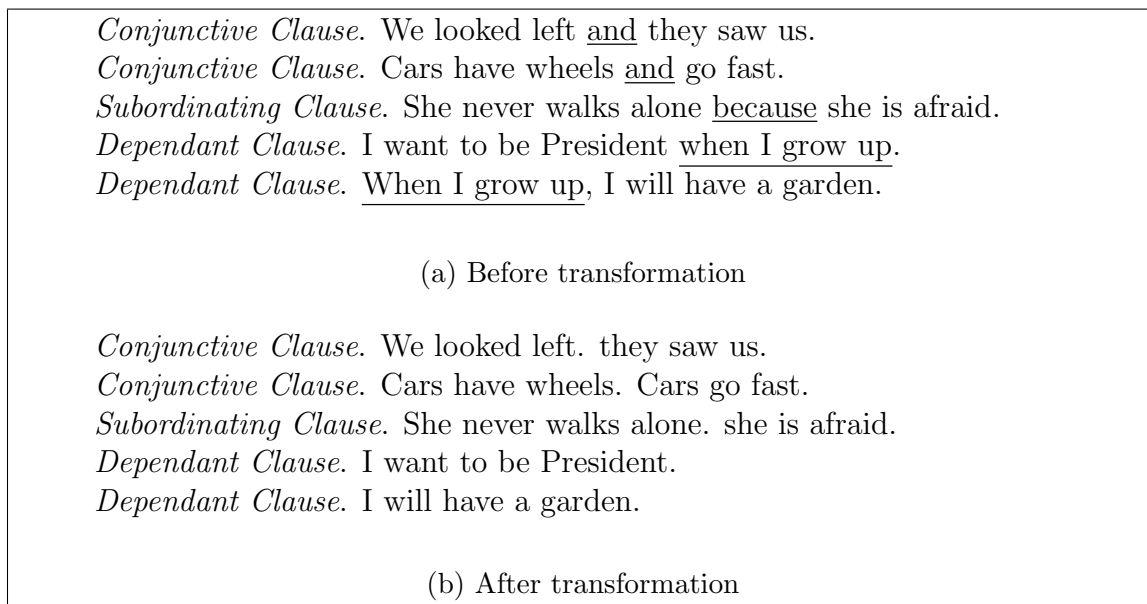 Conjunctive Clause. We looked left and they saw us.
Conjunctive Clause. Cars have wheels and go fast.
Subordinating Clause. She never walks alone because she is afraid.
Dependant Clause. I want to be President when I grow up.
Dependant Clause. When I grow up, I will have a garden.
(a) Before transformation
Conjunctive Clause. We looked left. they saw us.
Conjunctive Clause. Cars have wheels. Cars go fast.
Subordinating Clause. She never walks alone. she is afraid.
Dependant Clause. I want to be President.
Dependant Clause. I will have a garden.
(b) After transformation